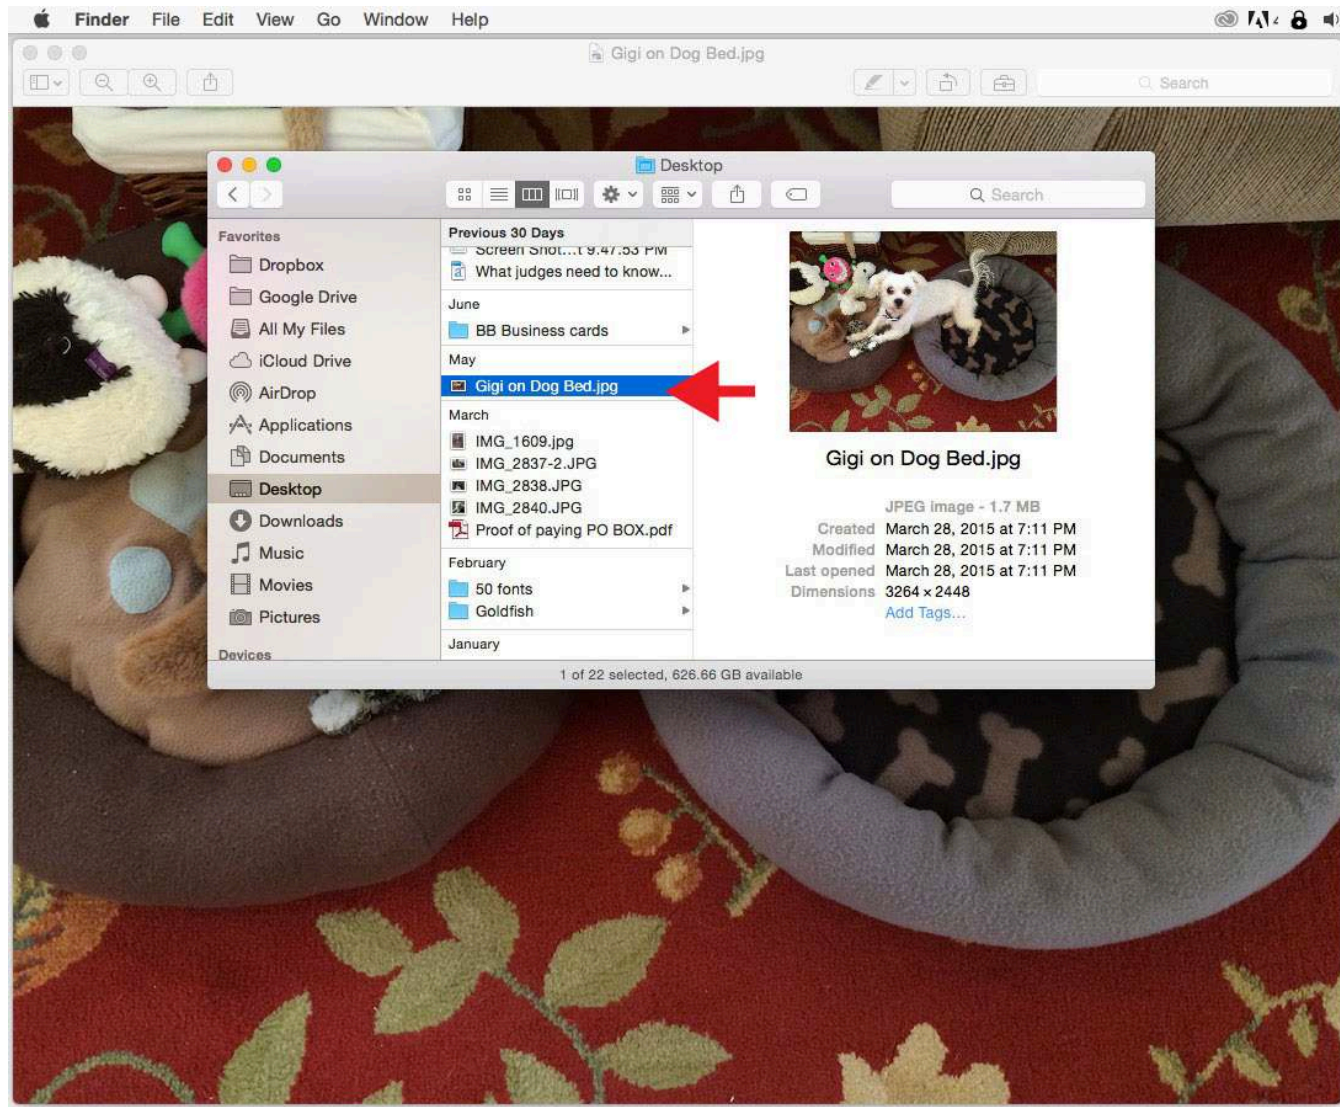 Finder File Edit View Go Window Help
Gigi on Dog Bed.jpg
Search
Desktop
Search
Favorites
Dropbox
Google Drive
All My Files
iCloud Drive
AirDrop
Applications
Documents
Desktop
Downloads
Music
Movies
Pictures
Devices
Previous 30 Days
Screen Shot...t 9.47.53 PM
What judges need to know...
June
BB Business cards
May
Gigi on Dog Bed.jpg
March
IMG_1609.jpg
IMG_2837-2.JPG
IMG_2838.JPG
IMG_2840.JPG
Proof of paying PO BOX.pdf
February
50 fonts
Goldfish
January
Gigi on Dog Bed.jpg
JPEG image - 1.7 MB
Created March 28, 2015 at 7:11 PM
Modified March 28, 2015 at 7:11 PM
Last opened March 28, 2015 at 7:11 PM
Dimensions 3264 × 2448
Add Tags...
1 of 22 selected, 626.66 GB available